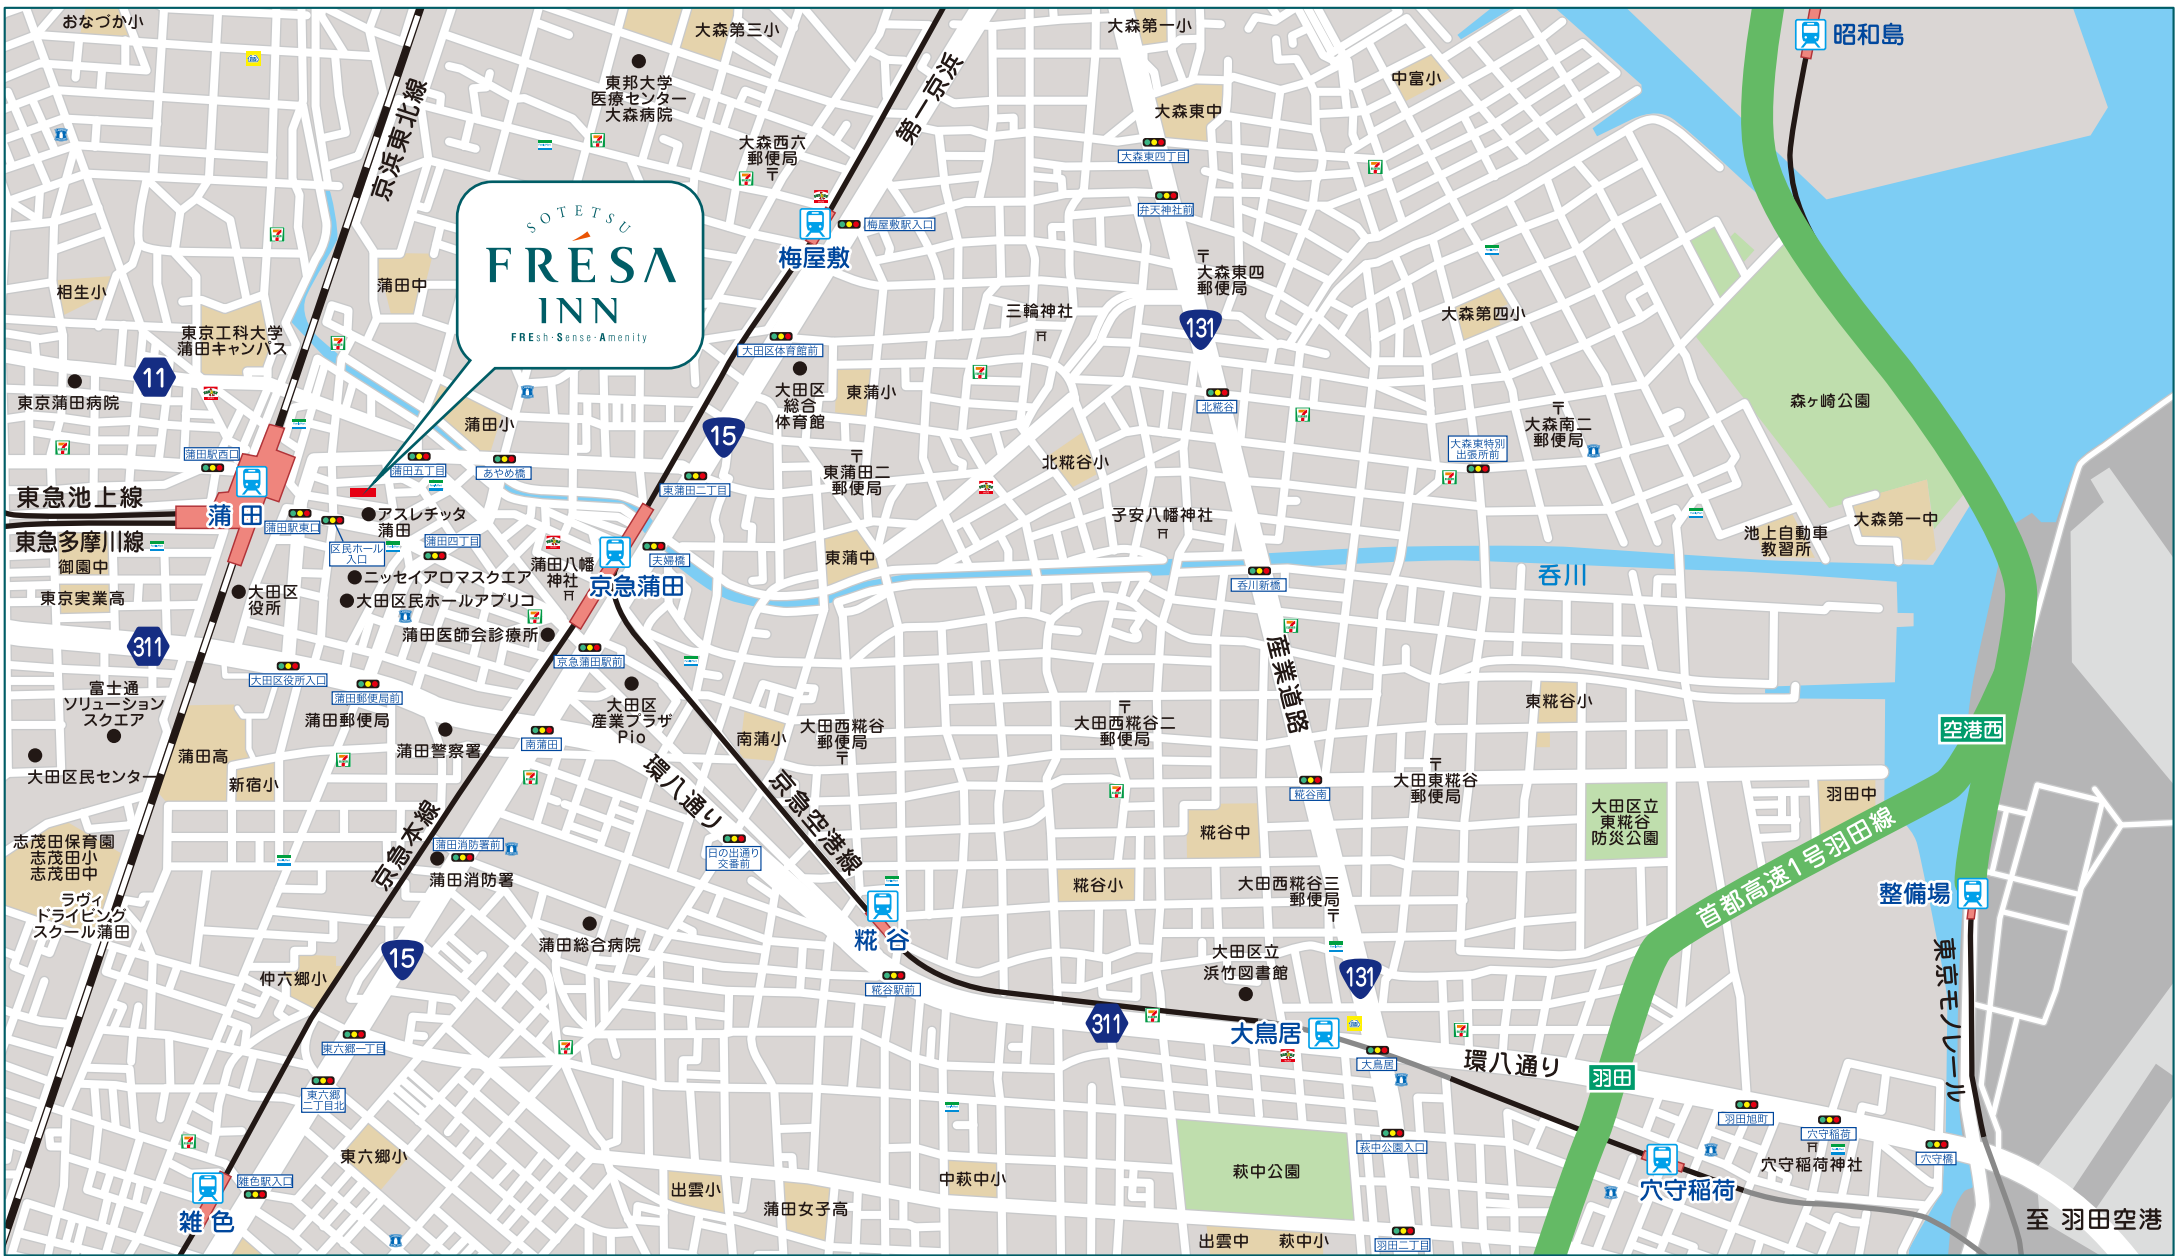 おなづか小
大森第三小
大森第一小
昭和島
東邦大学
医療センター
大森病院
中富小
大森東中
京浜東北線
第一京浜
大森西六
郵便局
大森東四丁目
弁天神社前
SOTETSU
FRESA
INN
FREsh・Sense・Amenity
梅屋敷駅入口
梅屋敷
大森東四
郵便局
蒲田中
相生小
三輪神社
大森第四小
131
東京工科大学
蒲田キャンパス
大田区体育館前
11
大田区
総合
体育館
東蒲小
東京蒲田病院
北糀谷
森ヶ崎公園
蒲田小
15
大森南二
郵便局
大森東特別
出張所前
蒲田駅西口
蒲田五丁目
あやめ橋
東蒲田二
郵便局
北糀谷小
東急池上線
蒲田
東蒲田二丁目
アスレチッタ
蒲田
子安八幡神社
大森第一中
池上自動車
教習所
蒲田駅東口
区民ホール
入口
蒲田四丁目
東急多摩川線
御園中
蒲田八幡
神社
夫婦橋
東蒲中
京急蒲田
呑川新橋
呑川
ニッセイアロマスクエア
大田区民ホールアプリコ
東京実業高
大田区
役所
蒲田医師会診療所
311
京急蒲田駅前
産業道路
大田区役所入口
蒲田郵便局前
富士通
ソリューション
スクエア
蒲田郵便局
大田区
産業プラザ
Pio
東糀谷小
大田西糀谷
郵便局
大田西糀谷二
郵便局
空港西
蒲田高
蒲田警察署
南蒲田
南蒲小
大田区民センター
新宿小
環八通り
京急空港線
大田東糀谷
郵便局
糀谷南
羽田中
大田区立
東糀谷
防災公園
京急本線
糀谷中
首都高速1号羽田線
志茂田保育園
志茂田小
志茂田中
蒲田消防署前
蒲田消防署
日の出通り
交番前
糀谷小
大田西糀谷三
郵便局
整備場
ラヴィ
ドライビング
スクール蒲田
糀谷
蒲田総合病院
15
大田区立
浜竹図書館
東京モノレール
仲六郷小
糀谷駅前
131
311
大鳥居
東六郷一丁目
大鳥居
環八通り
羽田
東六郷
二丁目北
羽田旭町
穴守稲荷
萩中公園入口
穴守橋
穴守稲荷神社
東六郷小
萩中公園
雑色駅入口
出雲小
中萩中小
穴守稲荷
蒲田女子高
雑色
至 羽田空港
出雲中
萩中小
羽田二丁目